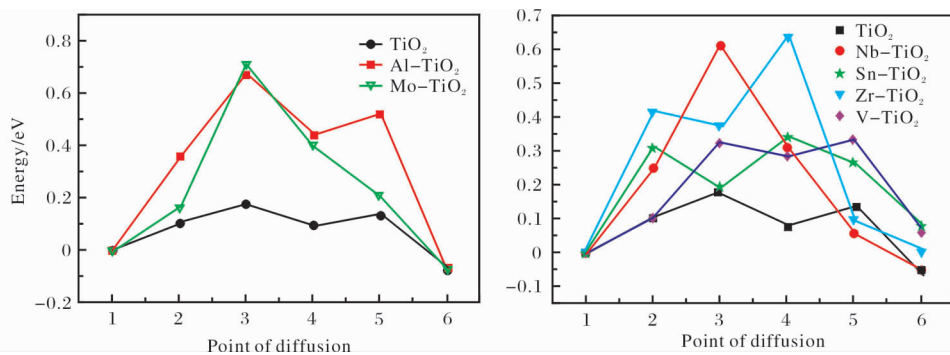 0.8
0.6
0.4
0.2
0
−0.2
Energy/eV
TiO₂
Al−TiO₂
Mo−TiO₂
1 2 3 4 5 6
Point of diffusion
0.7
0.6
0.5
0.4
0.3
0.2
0.1
0
−0.1
TiO₂
Nb−TiO₂
Sn−TiO₂
Zr−TiO₂
V−TiO₂
1 2 3 4 5 6
Point of diffusion